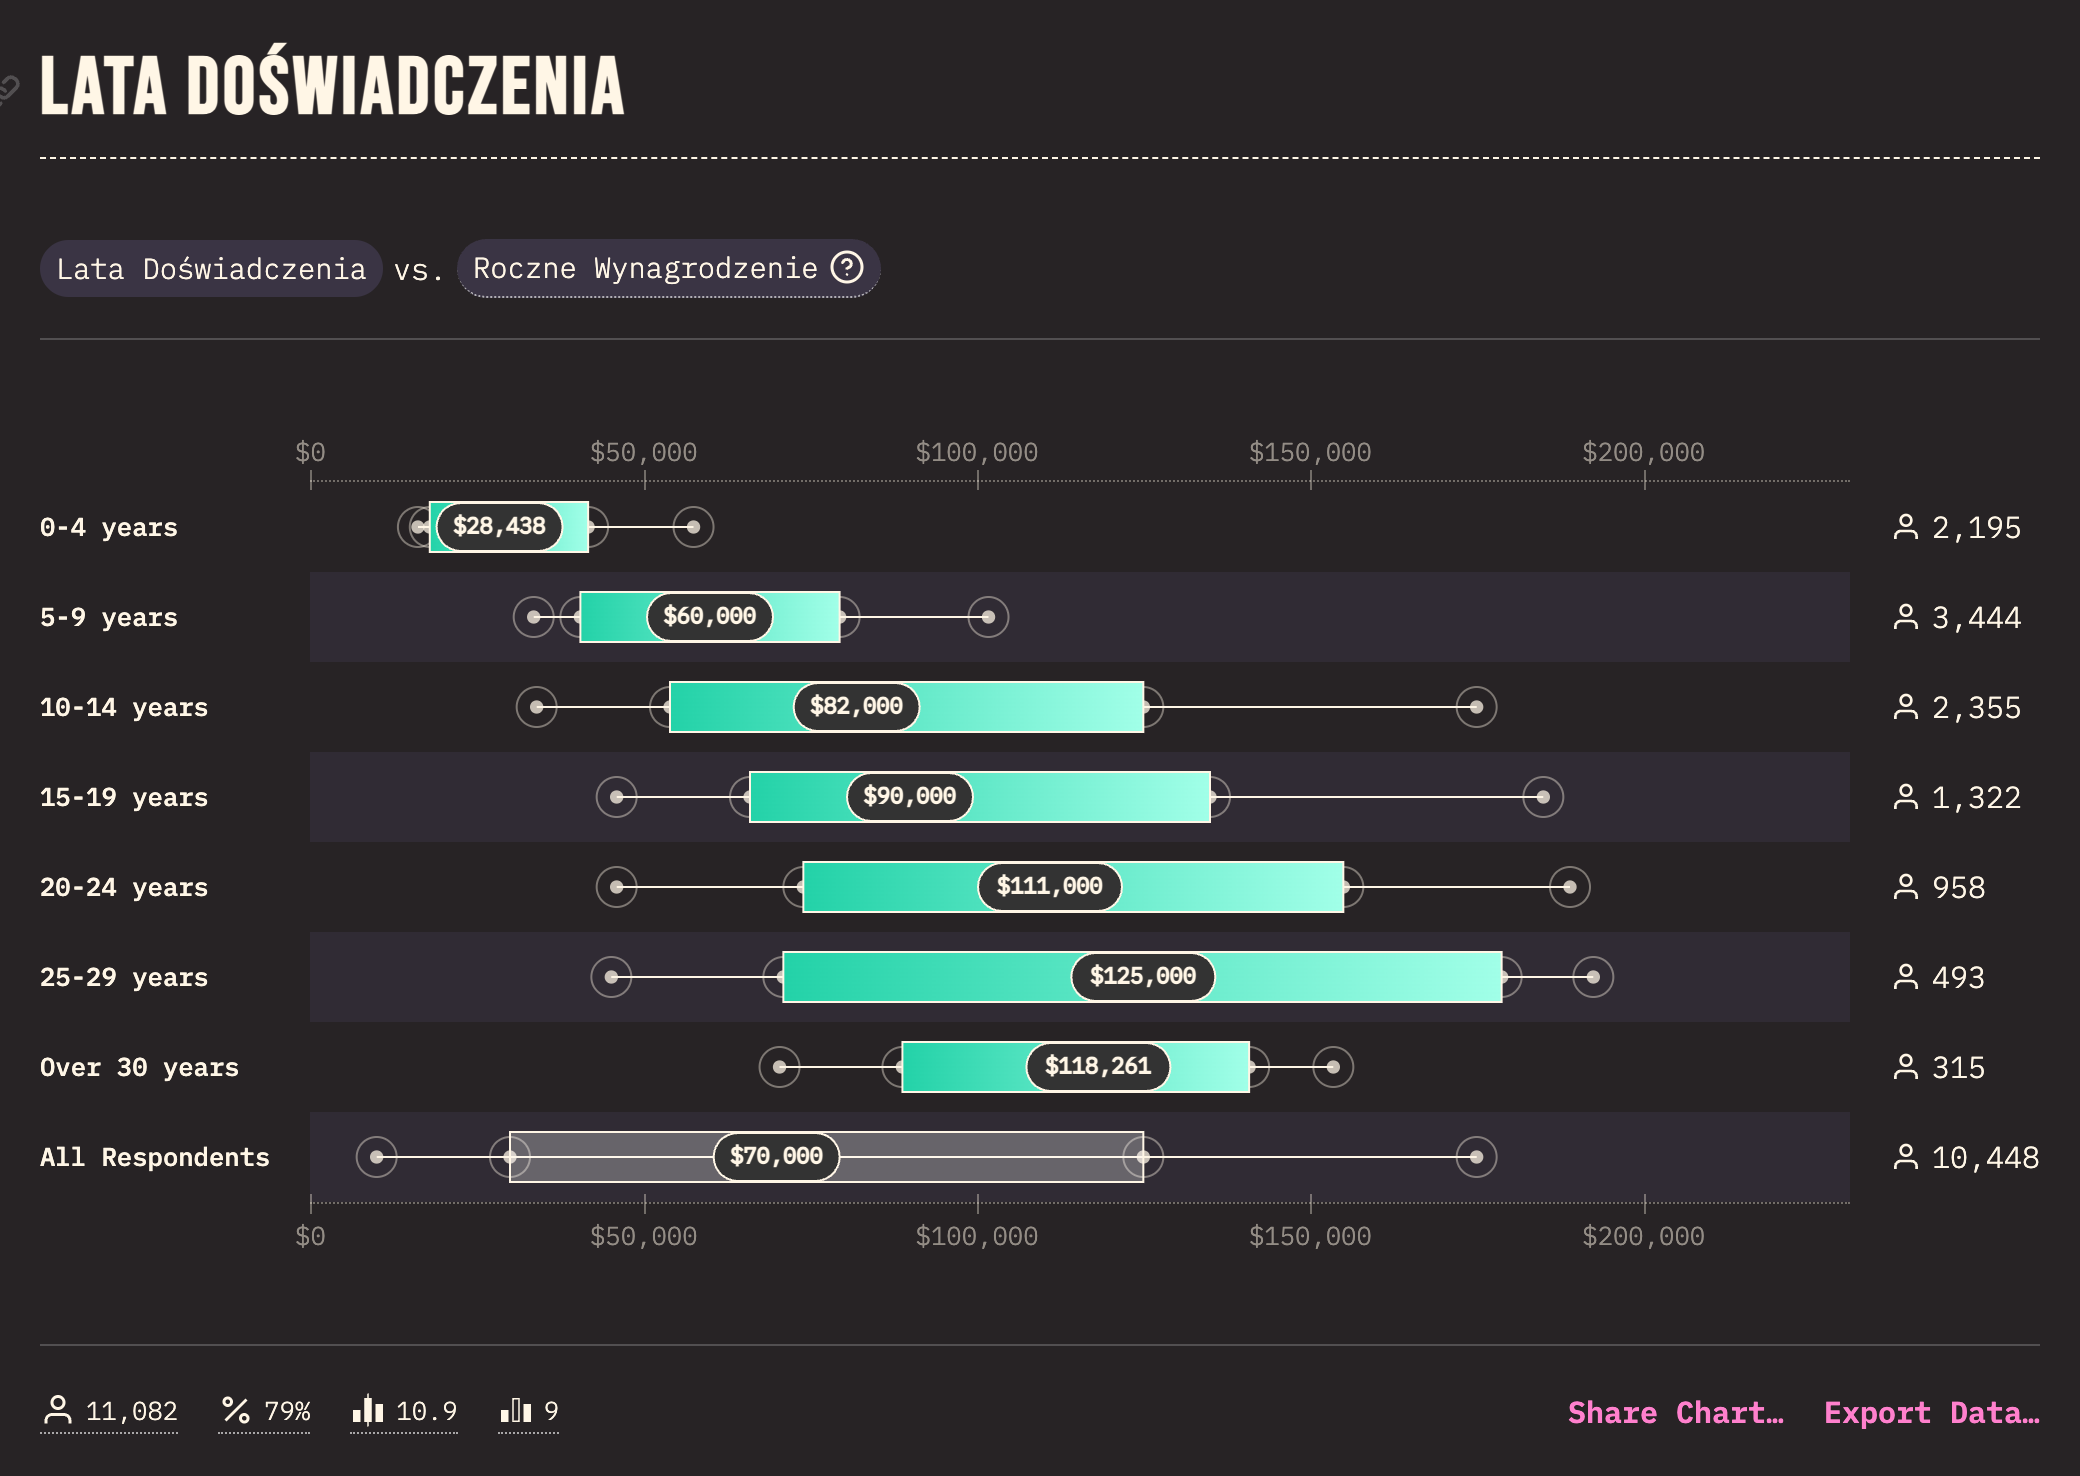 LATA DOŚWIADCZENIA
Lata Doświadczenia vs. Roczne Wynagrodzenie ?
$0 $50,000 $100,000 $150,000 $200,000
0-4 years $28,438 2,195
5-9 years $60,000 3,444
10-14 years $82,000 2,355
15-19 years $90,000 1,322
20-24 years $111,000 958
25-29 years $125,000 493
Over 30 years $118,261 315
All Respondents $70,000 10,448
$0 $50,000 $100,000 $150,000 $200,000
11,082 79% 10.9 9 Share Chart… Export Data…